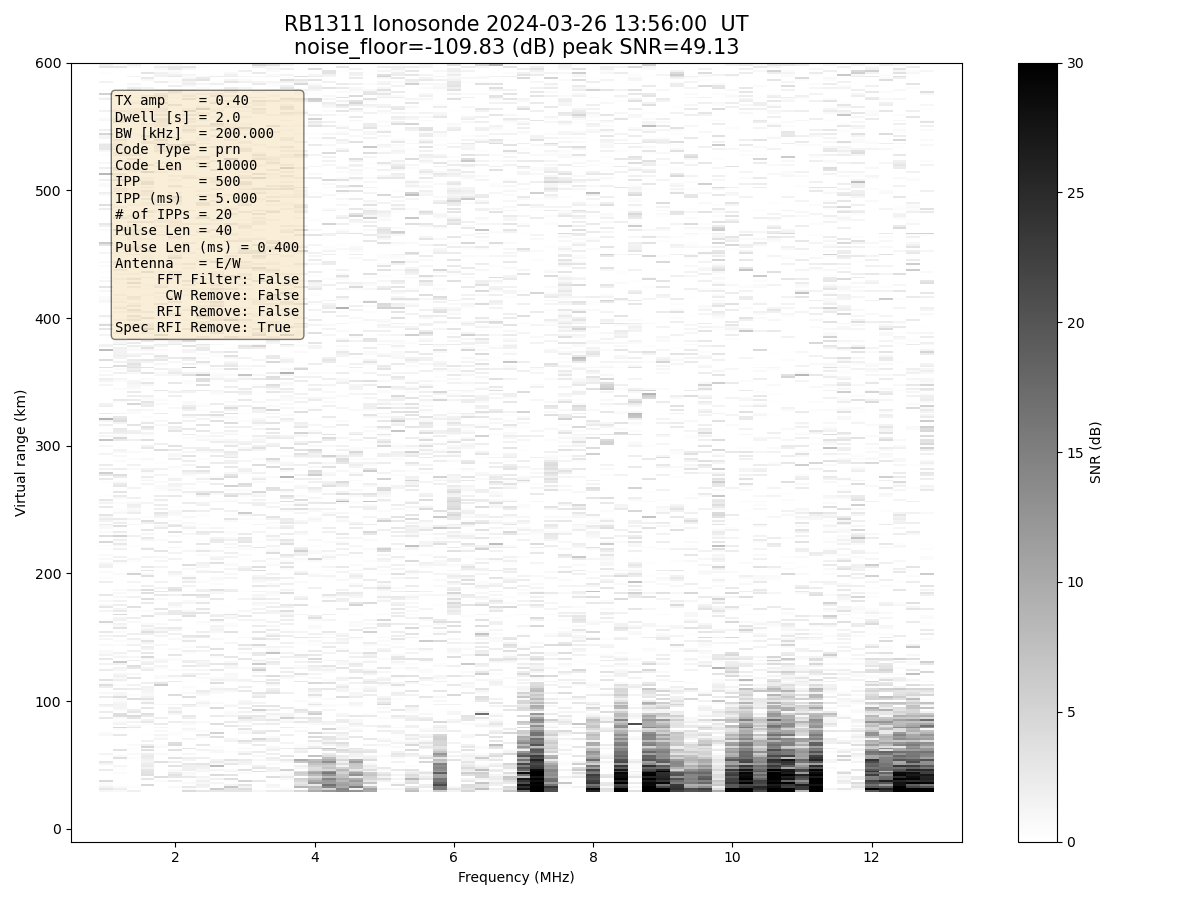 RB1311 Ionosonde 2024-03-26 13:56:00  UT
noise_floor=-109.83 (dB) peak SNR=49.13
600
500
400
300
200
100
0
Virtual range (km)
TX amp    = 0.40
Dwell [s] = 2.0
BW [kHz]  = 200.000
Code Type = prn
Code Len  = 10000
IPP       = 500
IPP (ms)  = 5.000
# of IPPs = 20
Pulse Len = 40
Pulse Len (ms) = 0.400
Antenna   = E/W
FFT Filter: False
CW Remove: False
RFI Remove: False
Spec RFI Remove: True
2 4 6 8 10 12
Frequency (MHz)
30
25
20
15
10
5
0
SNR (dB)